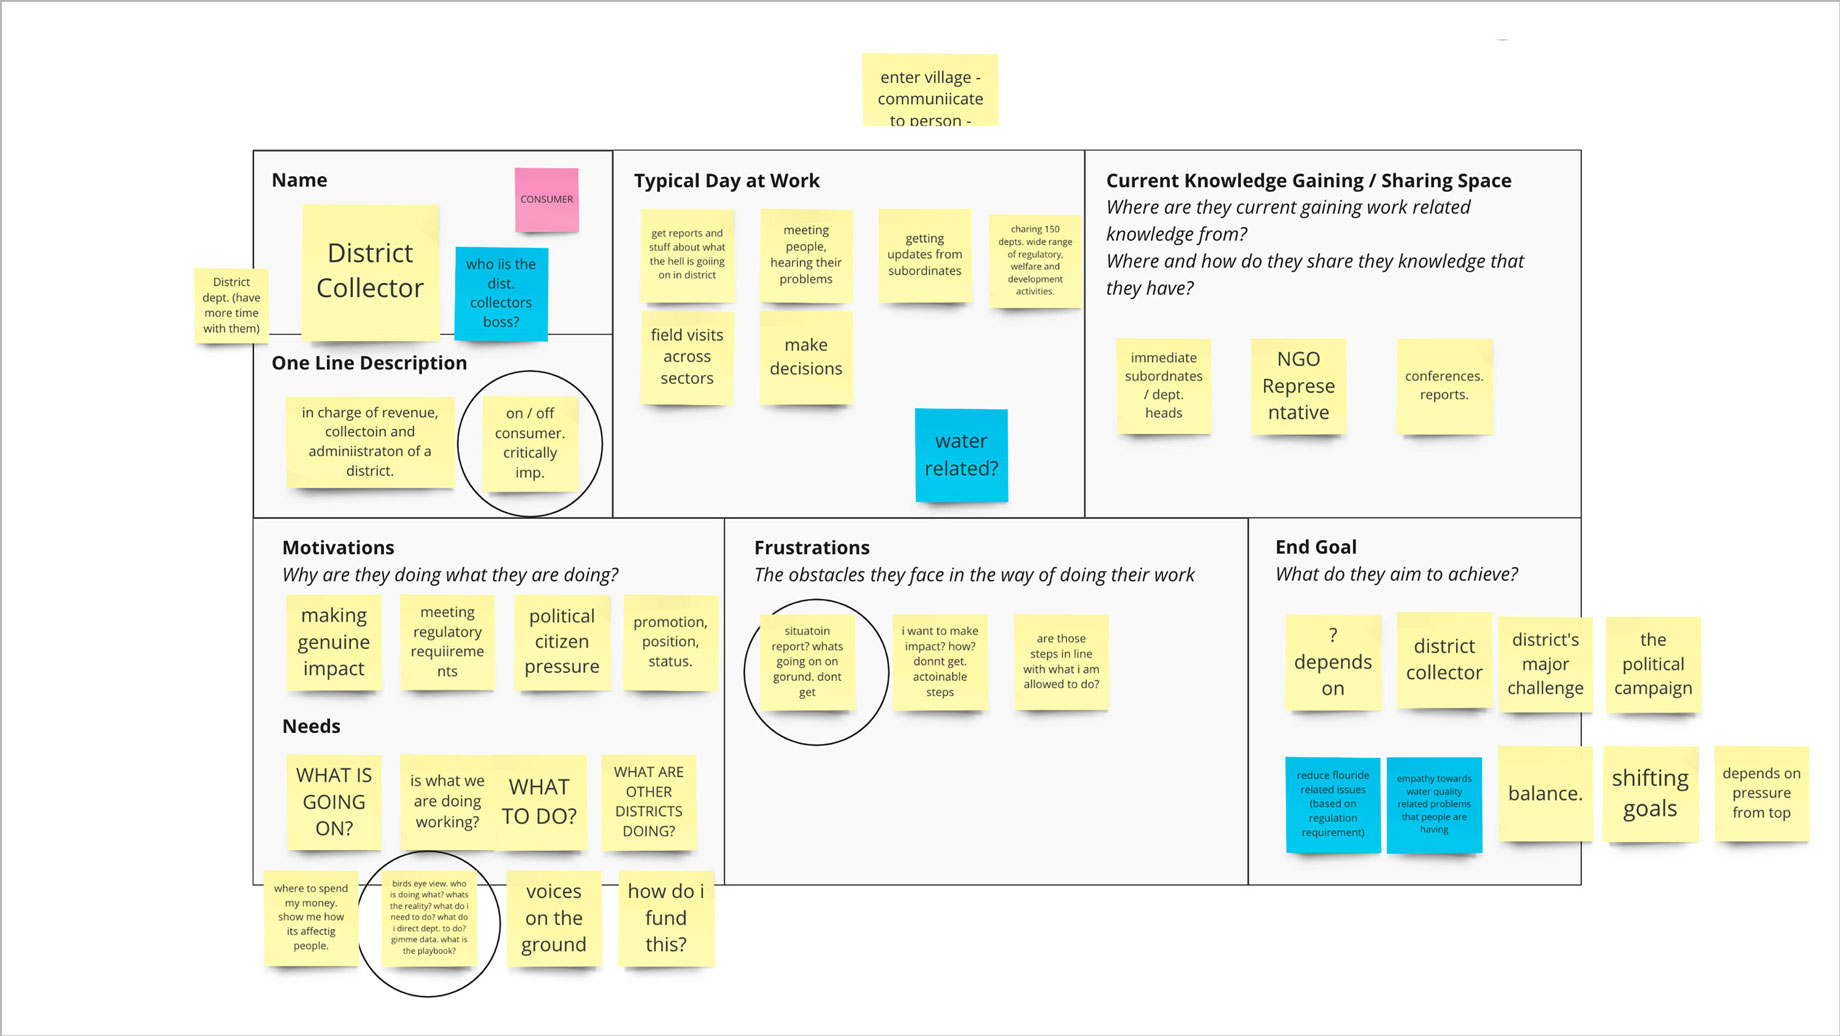 enter village -
communiicate
to person -
Name
CONSUMER
District
Collector
who iis the
dist.
collectors
boss?
District
dept. (have
more time
with them)
One Line Description
in charge of revenue,
collectoin and
adminiistraton of a
district.
on / off
consumer.
critically
imp.
Typical Day at Work
get reports and
stuff about what
the hell is goiing
on in district
meeting
people,
hearing their
problems
getting
updates from
subordinates
charing 150
depts. wide range
of regulatory,
welfare and
development
activities.
field visits
across
sectors
make
decisions
water
related?
Current Knowledge Gaining / Sharing Space
Where are they current gaining work related
knowledge from?
Where and how do they share they knowledge that
they have?
immediate
subordnates
/ dept.
heads
NGO
Represe
ntative
conferences.
reports.
Motivations
Why are they doing what they are doing?
making
genuine
impact
meeting
regulatory
requiireme
nts
political
citizen
pressure
promotion,
position,
status.
Needs
WHAT IS
GOING
ON?
is what we
are doing
working?
WHAT
TO DO?
WHAT ARE
OTHER
DISTRICTS
DOING?
where to spend
my money.
show me how
its affectig
people.
birds eye view. who
is doing what? whats
the reality? what do i
need to do? what do
i direct dept. to do?
gimme data. what is
the playbook?
voices
on the
ground
how do i
fund
this?
Frustrations
The obstacles they face in the way of doing their work
situatoin
report? whats
going on on
gorund. dont
get
i want to make
impact? how?
donnt get.
actoinable
steps
are those
steps in line
with what i am
allowed to do?
End Goal
What do they aim to achieve?
?
depends
on
district
collector
district's
major
challenge
the
political
campaign
reduce flouride
related issues
(based on
regulation
requirement)
empathy towards
water quality
related problems
that people are
having
balance.
shifting
goals
depends on
pressure
from top